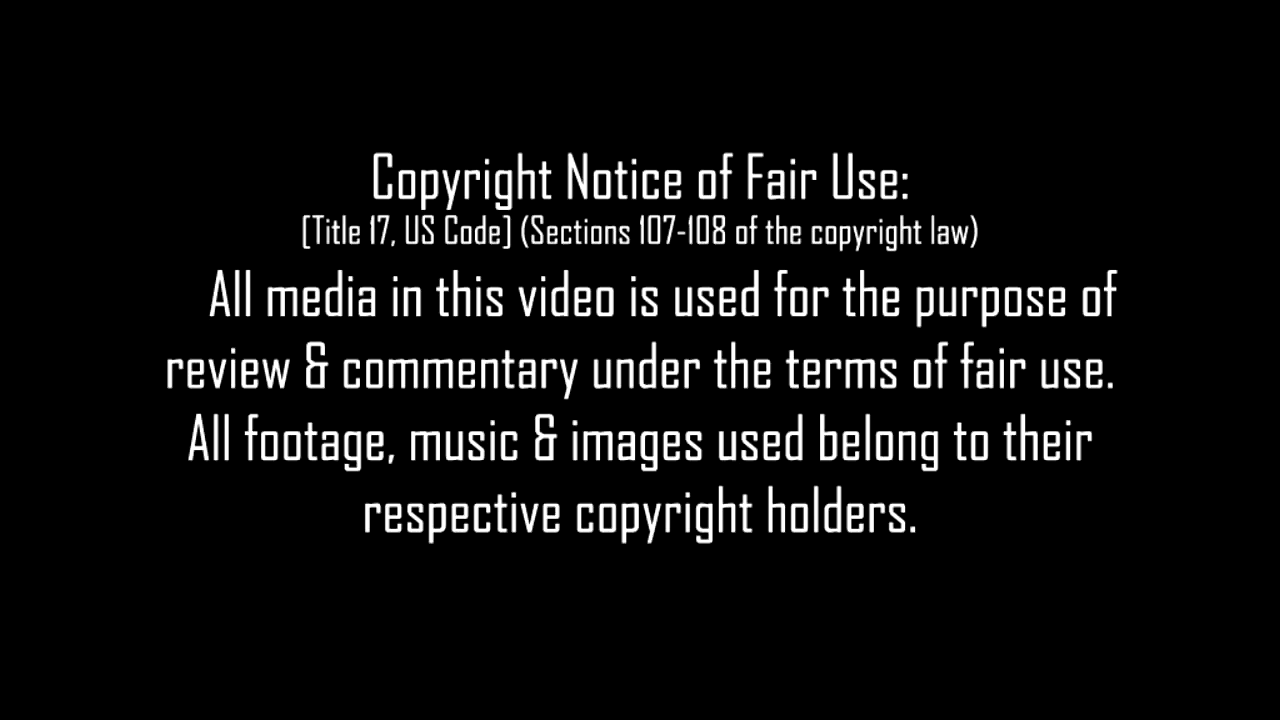 Copyright Notice of Fair Use:
[Title 17, US Code] (Sections 107-108 of the copyright law)
All media in this video is used for the purpose of
review & commentary under the terms of fair use.
All footage, music & images used belong to their
respective copyright holders.